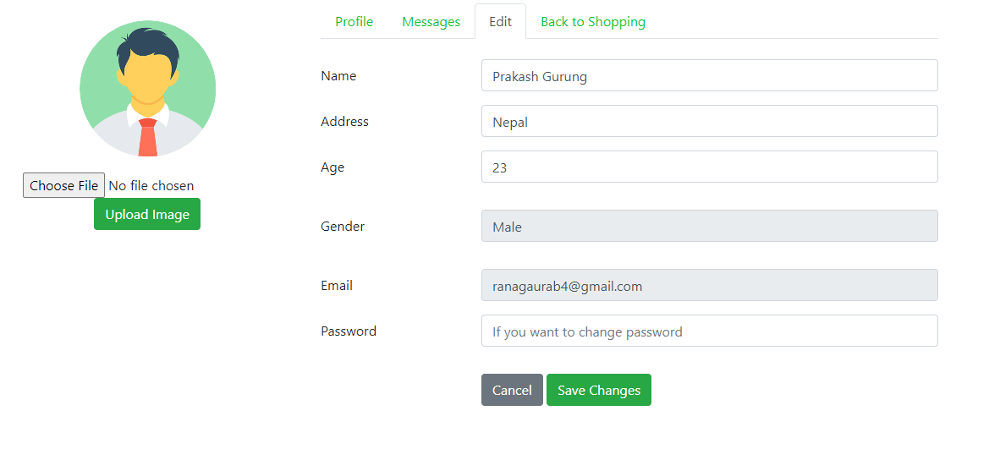 Profile Messages Edit Back to Shopping
Name Prakash Gurung
Address Nepal
Age 23
Choose File No file chosen
Upload Image
Gender Male
Email ranagaurab4@gmail.com
Password If you want to change password
Cancel Save Changes